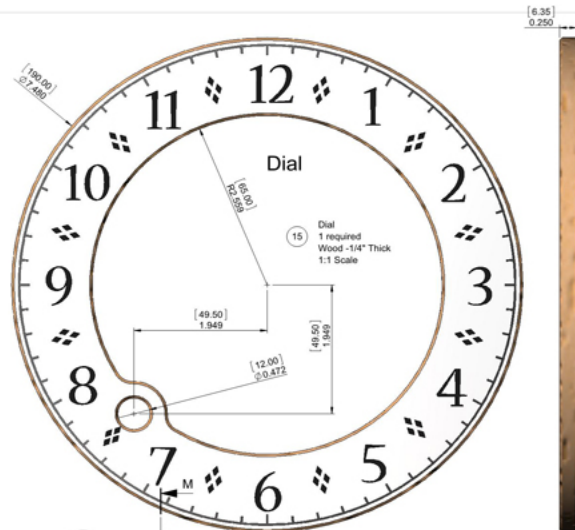 [6.35]
0.250
[190.00]
Ø7.480
12
11
1
Dial
10
2
[65.00]
R2.559
15
Dial
1 required
Wood -1/4" Thick
1:1 Scale
9
3
[49.50]
1.949
[49.50]
1.949
[12.00]
Ø0.472
8
4
7
5
6
M